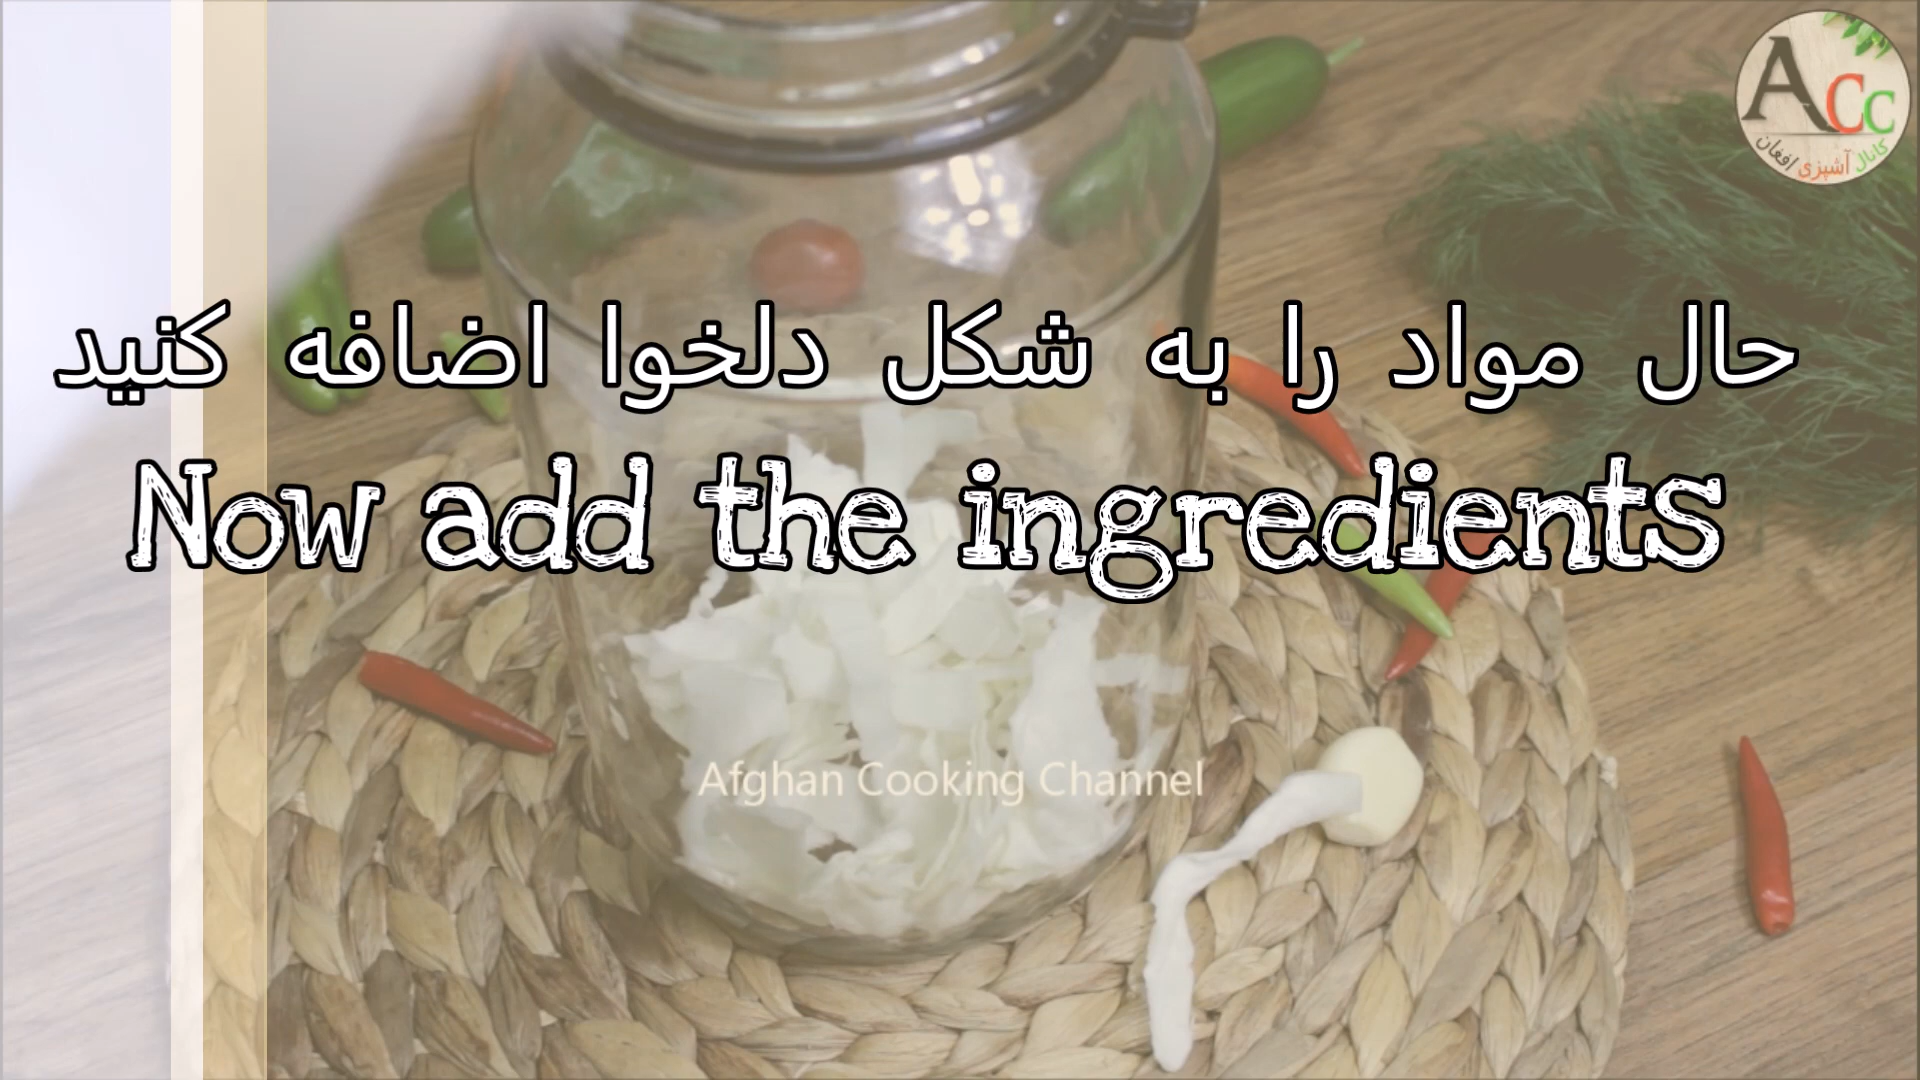 ACC
کانال آشپزی افغان
حال مواد را به شکل دلخوا اضافه کنید
Now add the ingredients
Afghan Cooking Channel